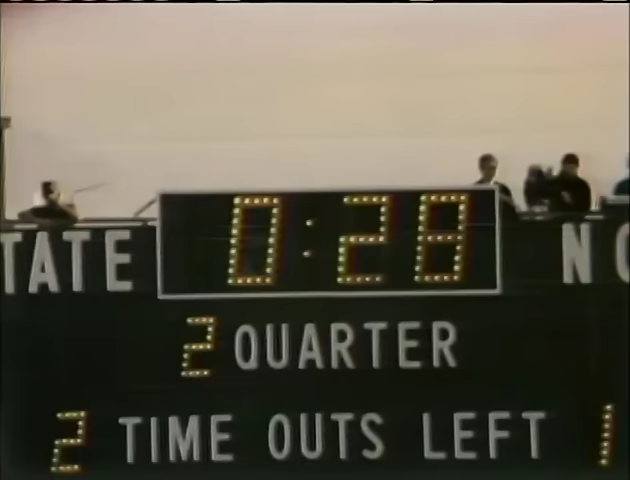 TATE 0:28 NO
2 QUARTER
2 TIME OUTS LEFT 1